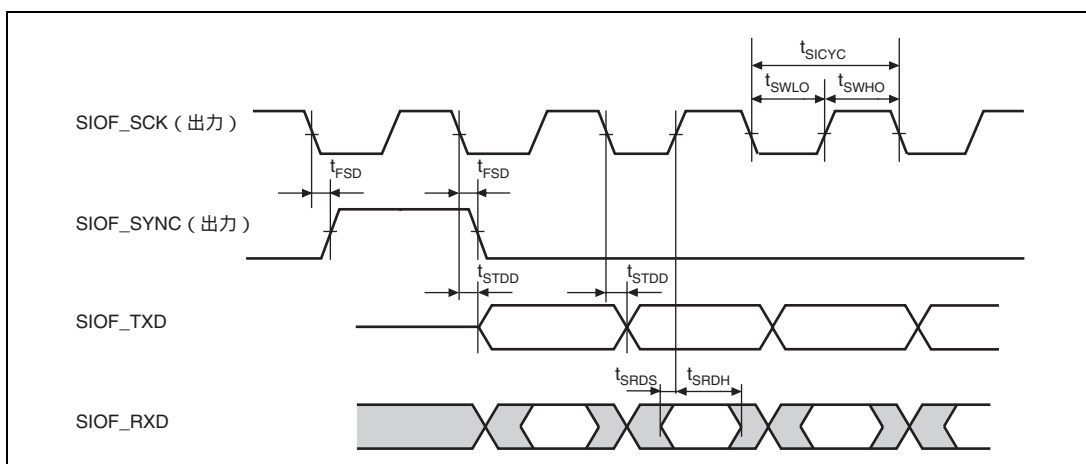 tSICYC
tSWLO tSWHO
SIOF_SCK（出力）
tFSD tFSD
SIOF_SYNC（出力）
tSTDD tSTDD
SIOF_TXD
tSRDS tSRDH
SIOF_RXD